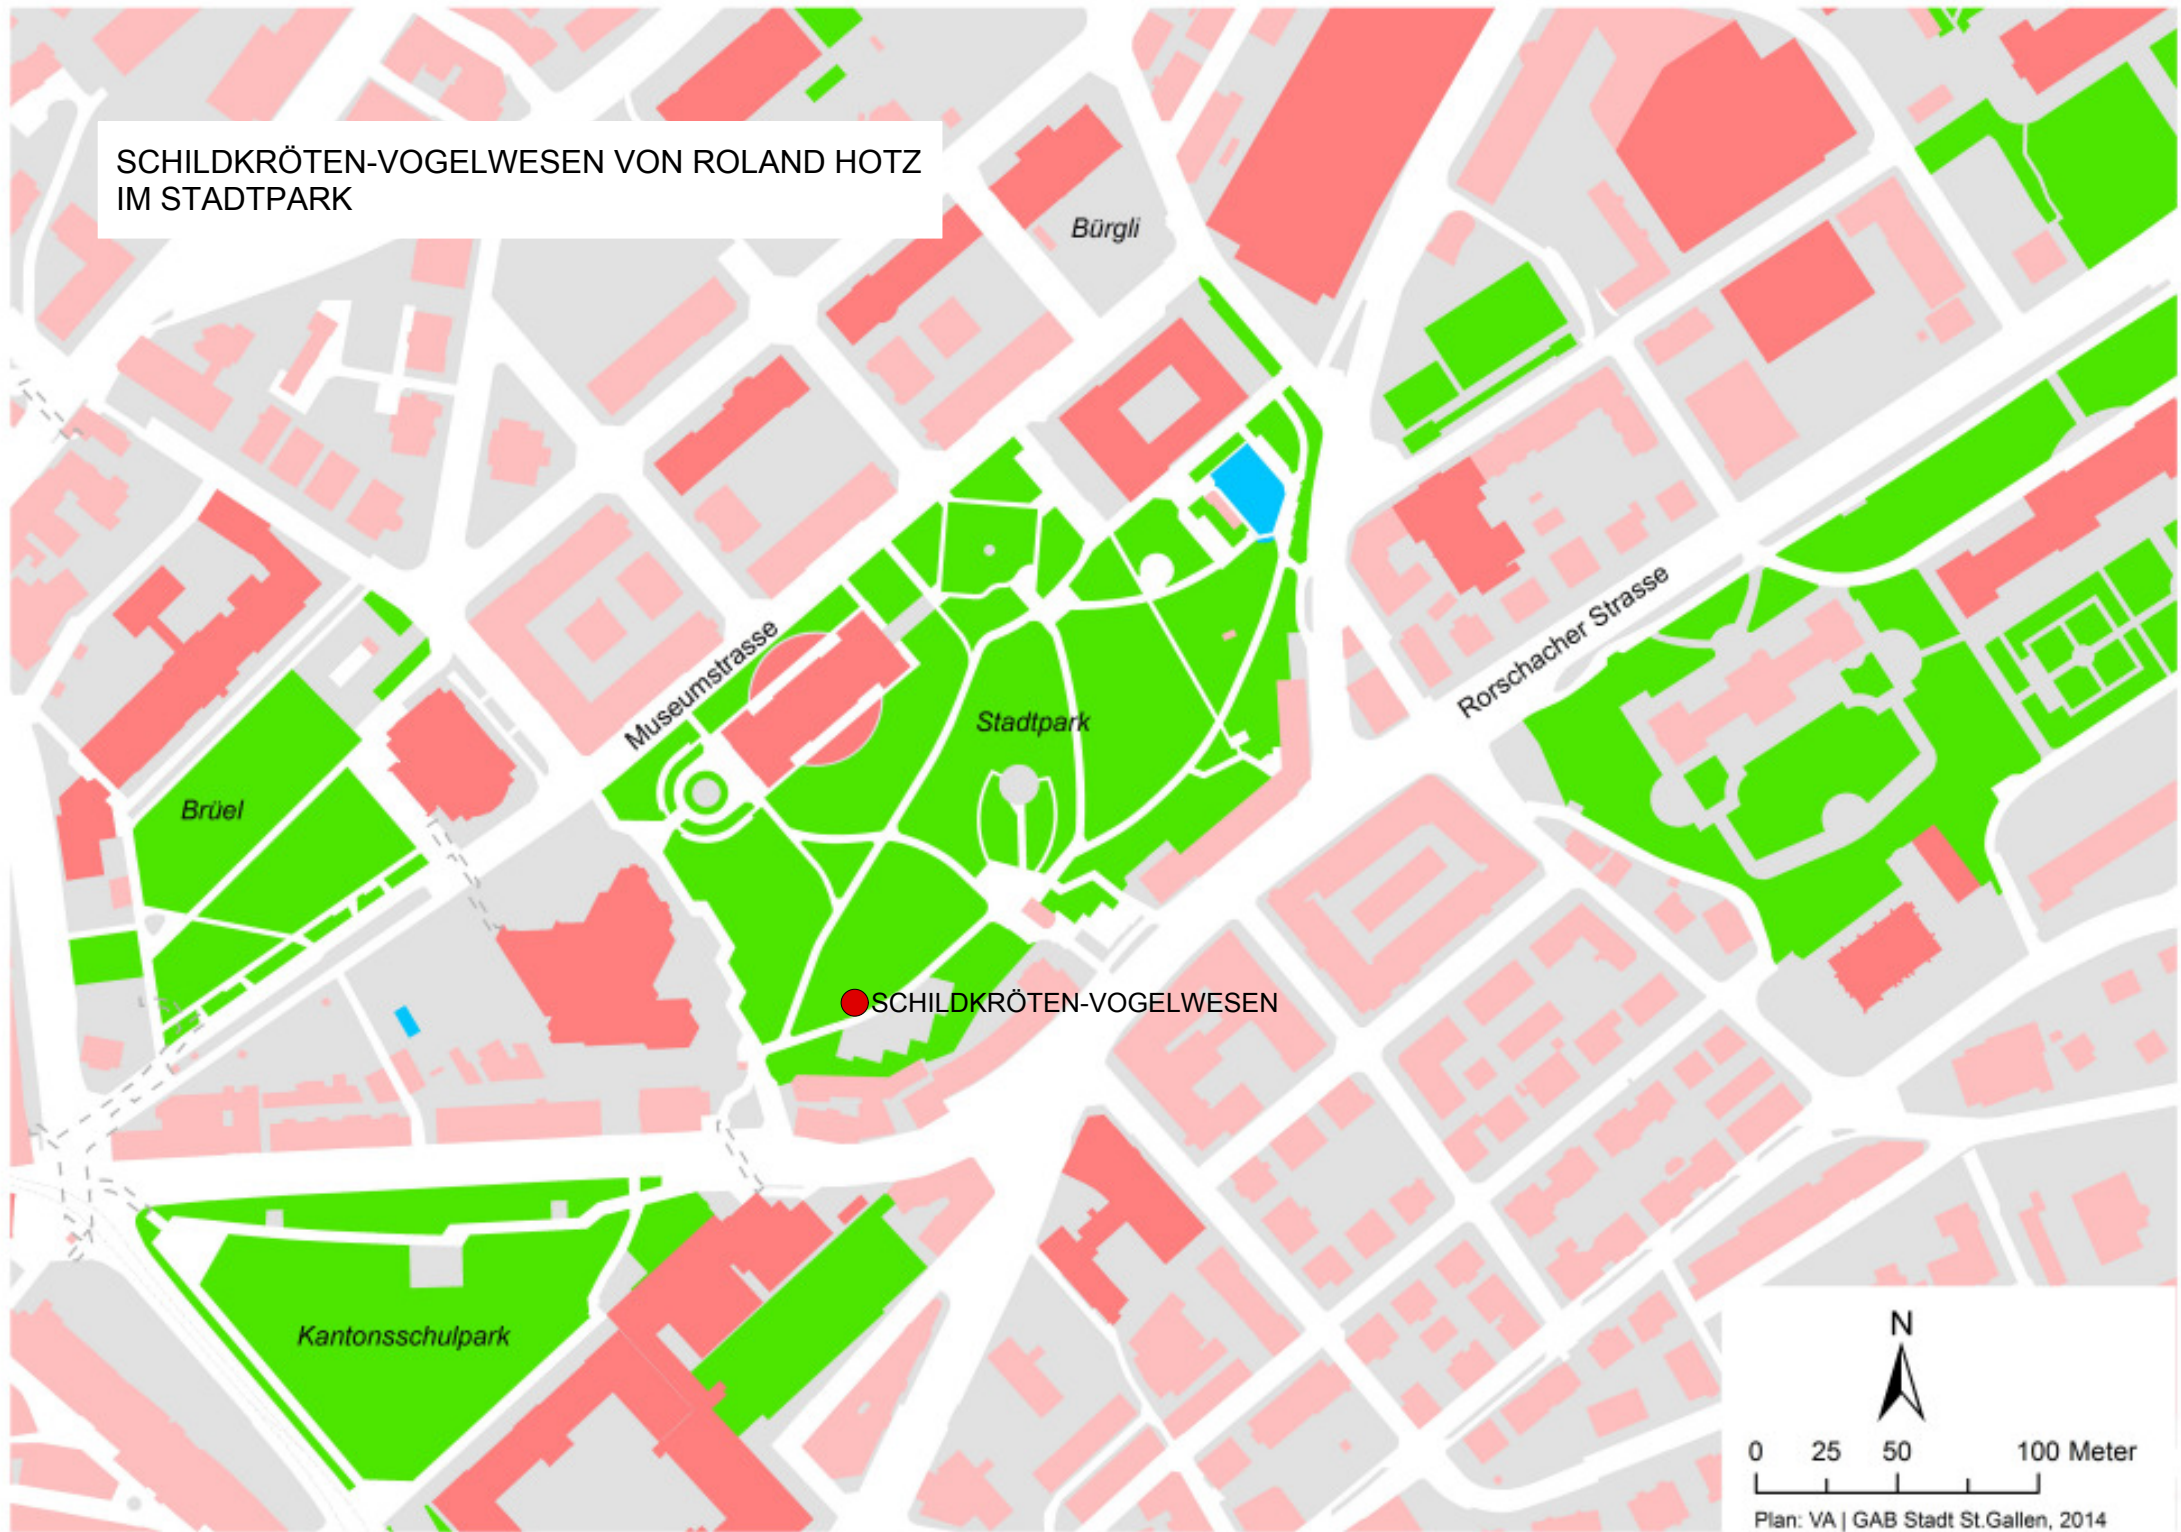 SCHILDKRÖTEN-VOGELWESEN VON ROLAND HOTZ
IM STADTPARK
Bürgli
Museumstrasse
Rorschacher Strasse
Stadtpark
Brüel
SCHILDKRÖTEN-VOGELWESEN
Kantonsschulpark
N
0 25 50 100 Meter
Plan: VA | GAB Stadt St.Gallen, 2014